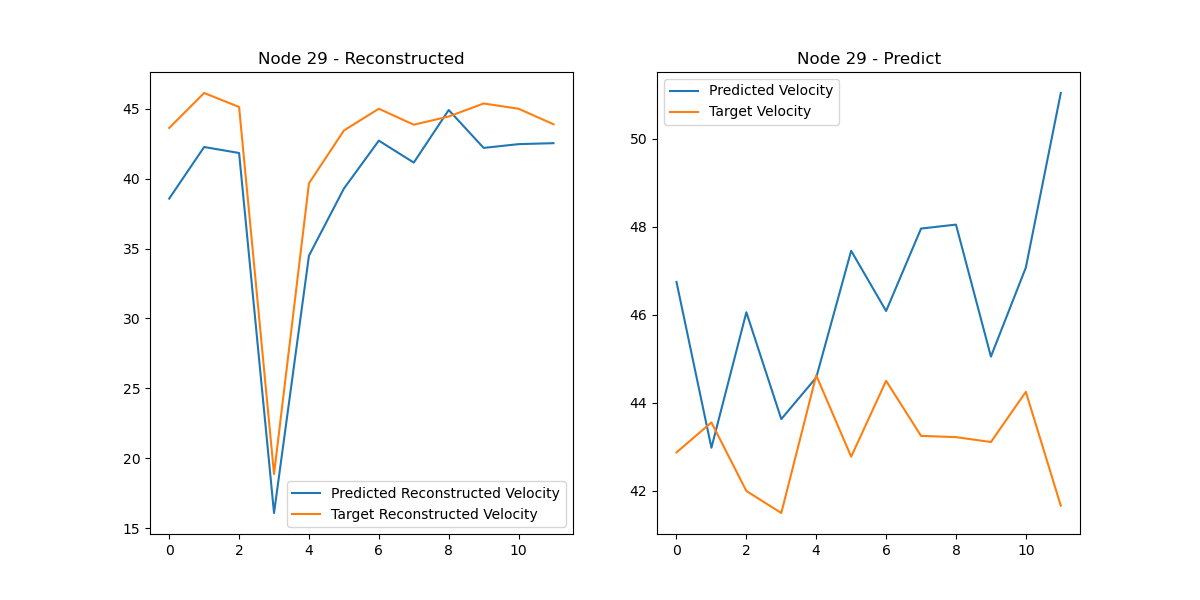 Node 29 - Reconstructed
45
40
35
30
25
20
15
0 2 4 6 8 10
Predicted Reconstructed Velocity
Target Reconstructed Velocity
Node 29 - Predict
Predicted Velocity
Target Velocity
50
48
46
44
42
0 2 4 6 8 10